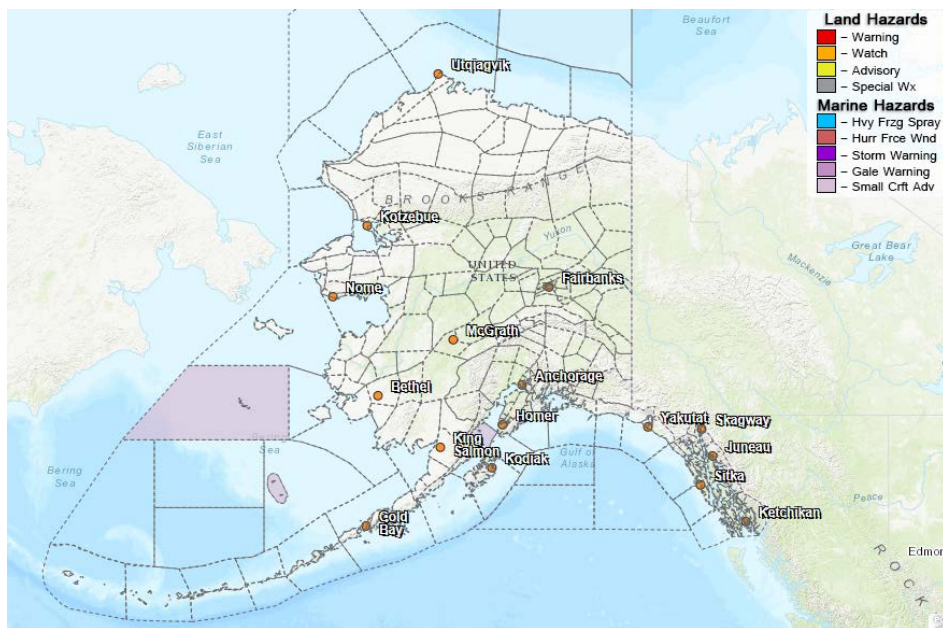 Beaufort
Sea
Land Hazards
– Warning
– Watch
– Advisory
– Special Wx
Marine Hazards
– Hvy Frzg Spray
– Hurr Frce Wnd
– Storm Warning
– Gale Warning
– Small Crft Adv
Utqiagvik
East
Siberian
Sea
BROOKS RANGE
Kotzebue
Yukon
Great Bear
Lake
Mackenzie
UNITED
STATES
Fairbanks
Nome
McGrath
Anchorage
Bethel
Homer
Yakutat
Skagway
King
Salmon
Kodiak
Gulf of
Alaska
Juneau
Sitka
Bering
Sea
Sea
Peace
Cold
Bay
Ketchikan
ROCK
Edmon